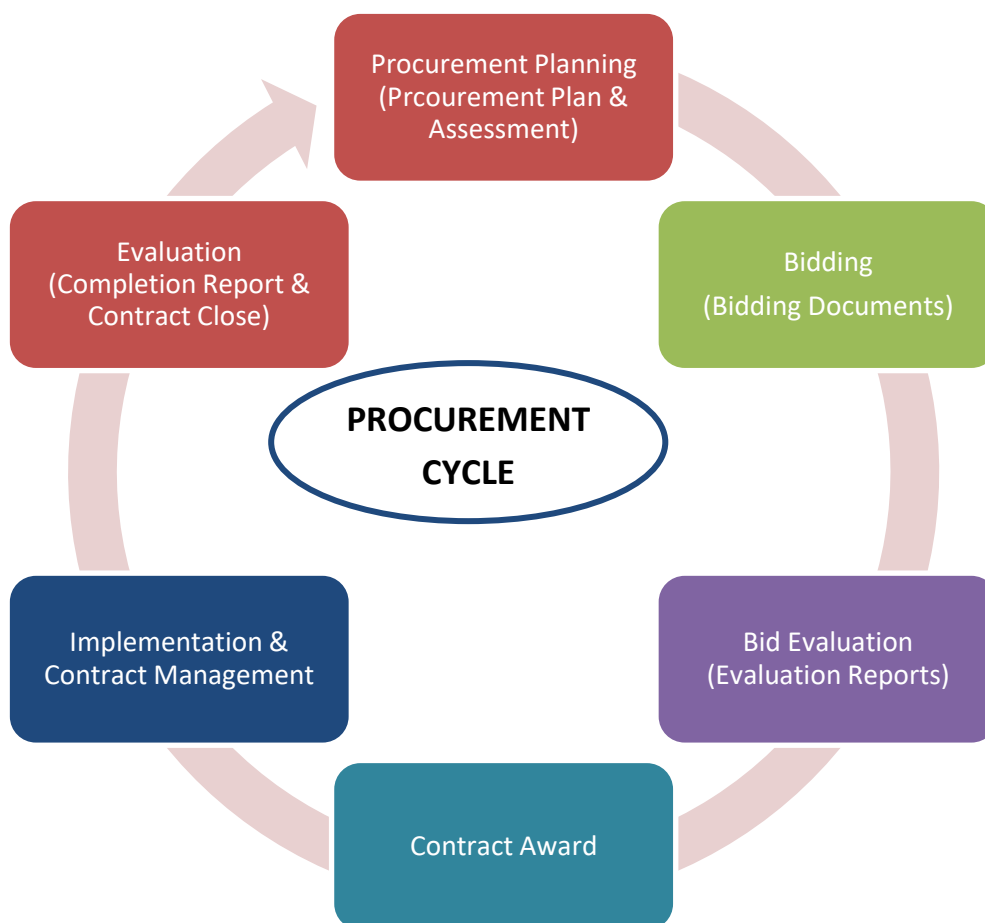 Procurement Planning
(Prcourement Plan &
Assessment)
Bidding
(Bidding Documents)
Bid Evaluation
(Evaluation Reports)
Contract Award
Implementation &
Contract Management
Evaluation
(Completion Report &
Contract Close)
PROCUREMENT
CYCLE